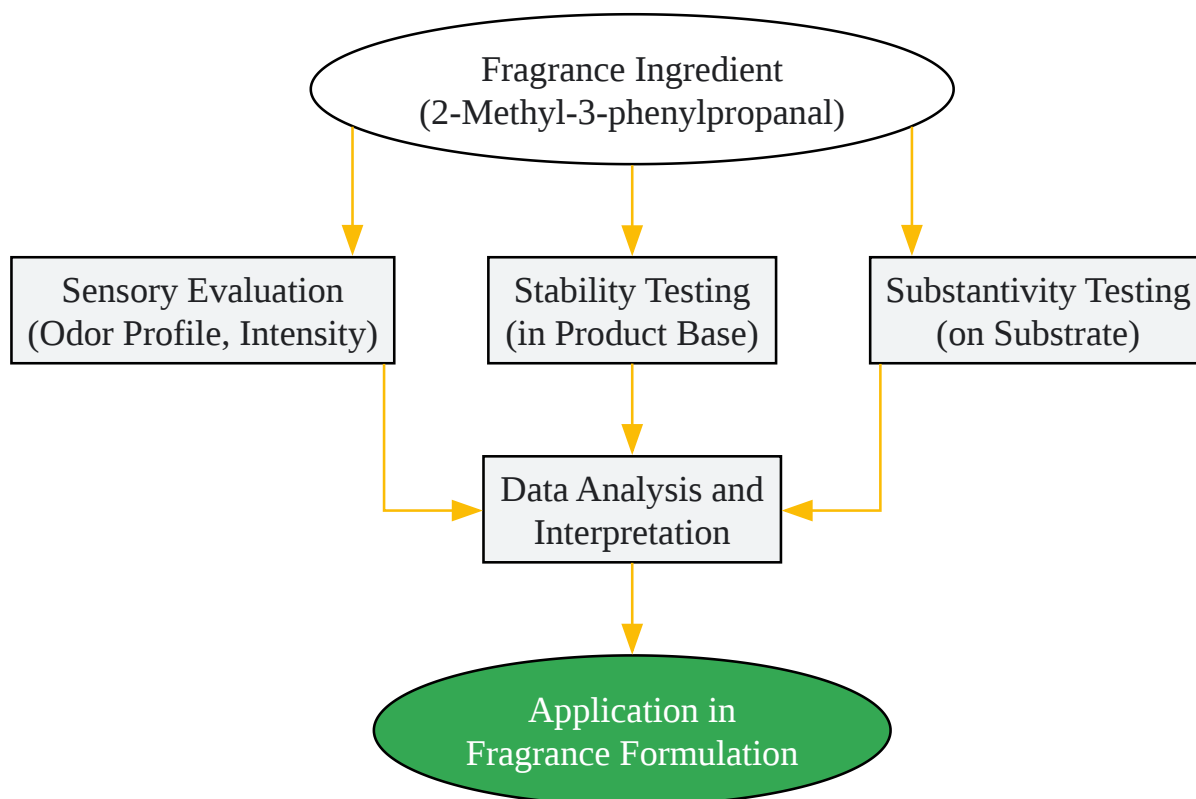 Fragrance Ingredient
(2-Methyl-3-phenylpropanal)
Sensory Evaluation
(Odor Profile, Intensity)
Stability Testing
(in Product Base)
Substantivity Testing
(on Substrate)
Data Analysis and
Interpretation
Application in
Fragrance Formulation